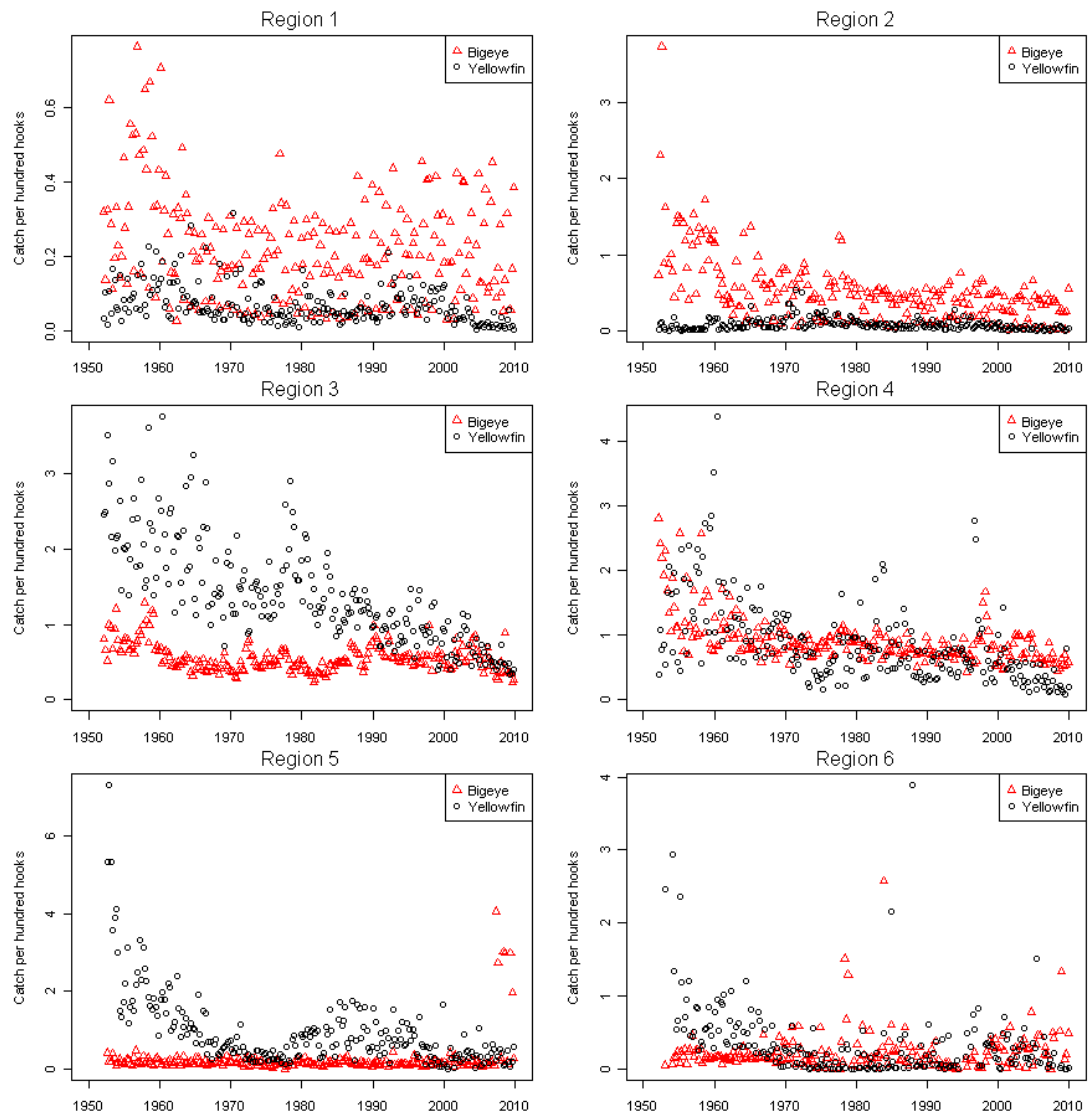 Region 1
Catch per hundred hooks
0.6
0.4
0.2
0.0
Bigeye
Yellowfin
1950 1960 1970 1980 1990 2000 2010
Region 2
Catch per hundred hooks
3
2
1
0
Bigeye
Yellowfin
1950 1960 1970 1980 1990 2000 2010
Region 3
Catch per hundred hooks
3
2
1
0
Bigeye
Yellowfin
1950 1960 1970 1980 1990 2000 2010
Region 4
Catch per hundred hooks
4
3
2
1
0
Bigeye
Yellowfin
1950 1960 1970 1980 1990 2000 2010
Region 5
Catch per hundred hooks
6
4
2
0
Bigeye
Yellowfin
1950 1960 1970 1980 1990 2000 2010
Region 6
Catch per hundred hooks
4
3
2
1
0
Bigeye
Yellowfin
1950 1960 1970 1980 1990 2000 2010